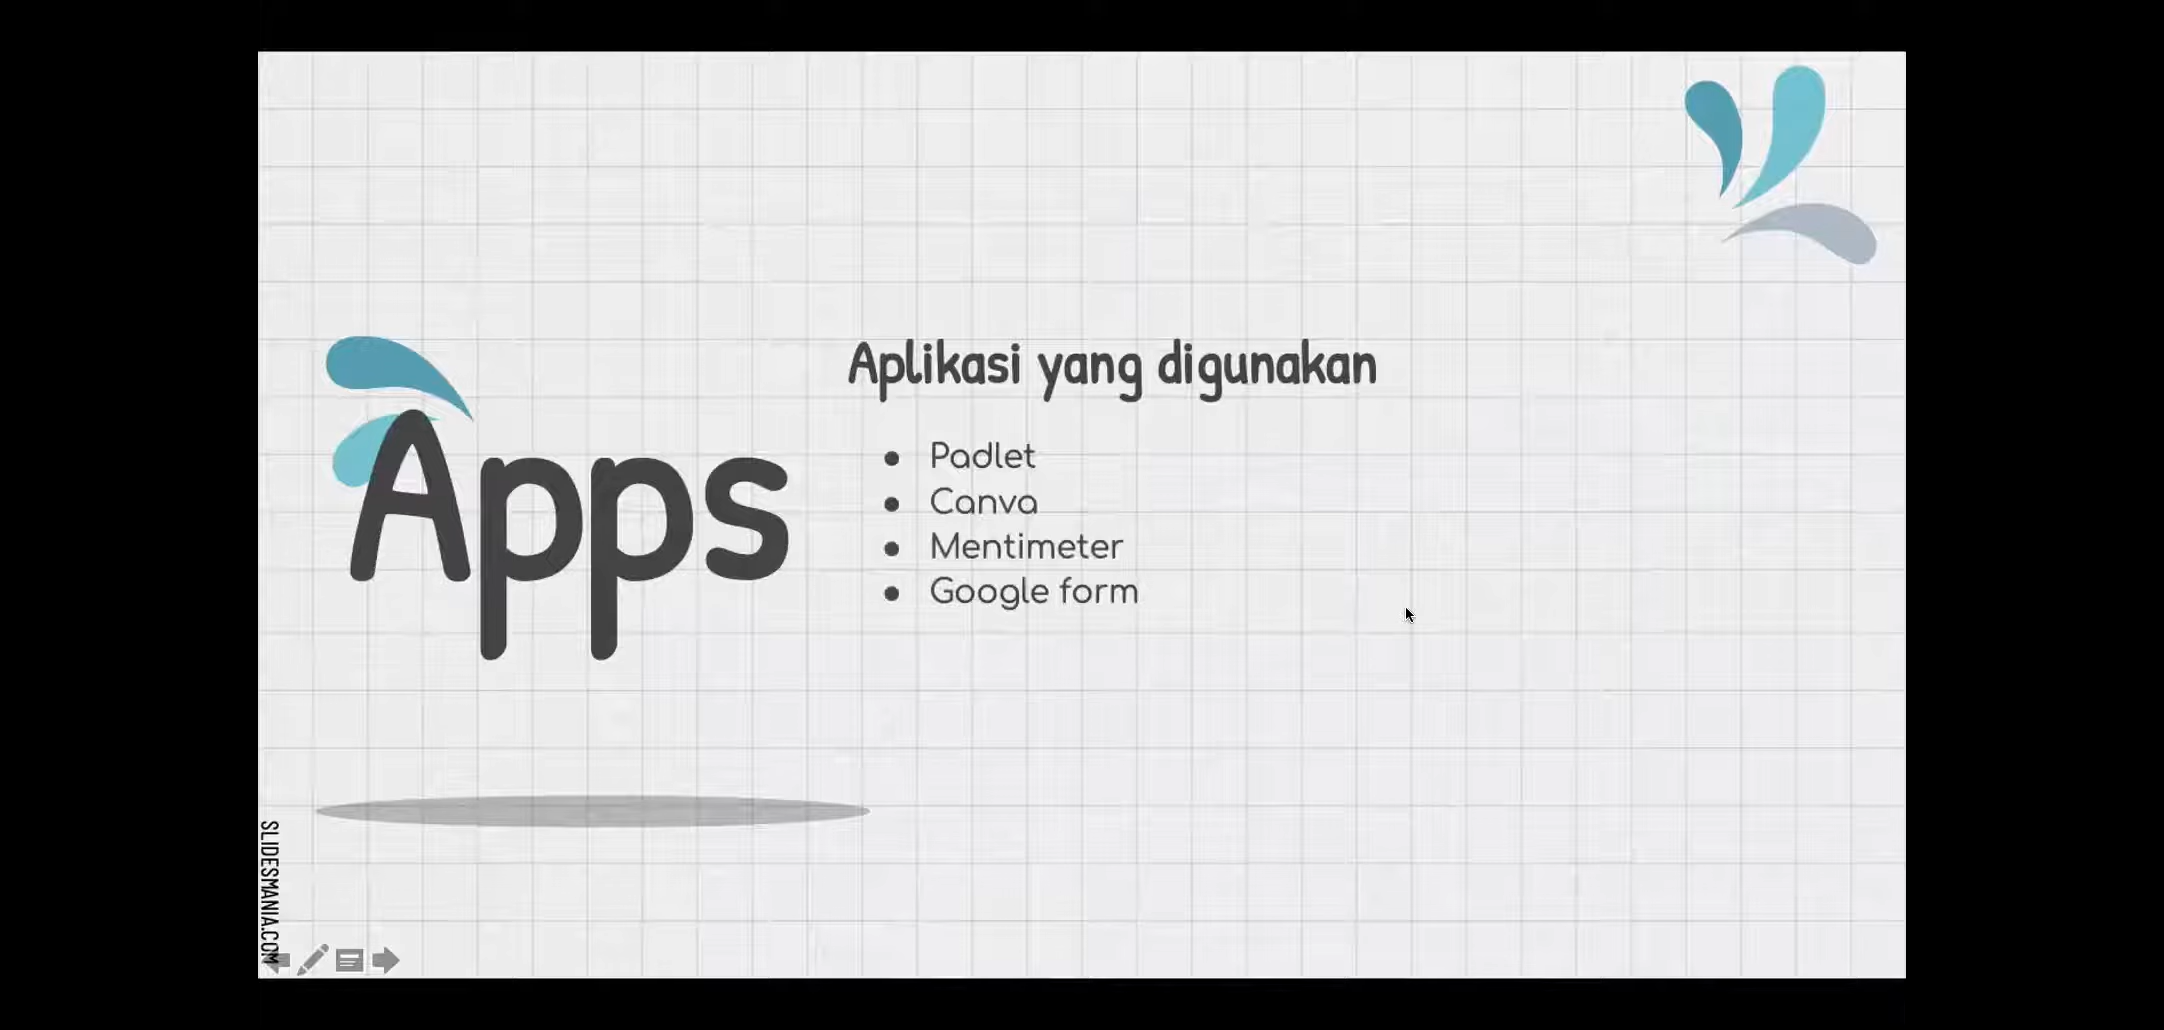 Apps
Aplikasi yang digunakan
● Padlet
● Canva
● Mentimeter
● Google form
SLIDESMANIA.COM